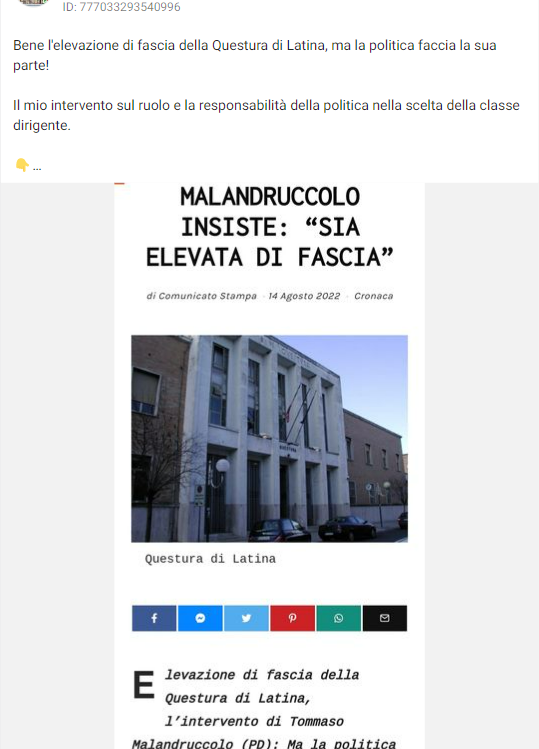 ID: 777033293540996
Bene l'elevazione di fascia della Questura di Latina, ma la politica faccia la sua
parte!
Il mio intervento sul ruolo e la responsabilità della politica nella scelta della classe
dirigente.
👇 ...
MALANDRUCCOLO
INSISTE: “SIA
ELEVATA DI FASCIA”
di Comunicato Stampa · 14 Agosto 2022 · Cronaca
QUESTURA
Questura di Latina
Elevazione di fascia della
Questura di Latina,
l’intervento di Tommaso
Malandruccolo (PD): Ma la politica